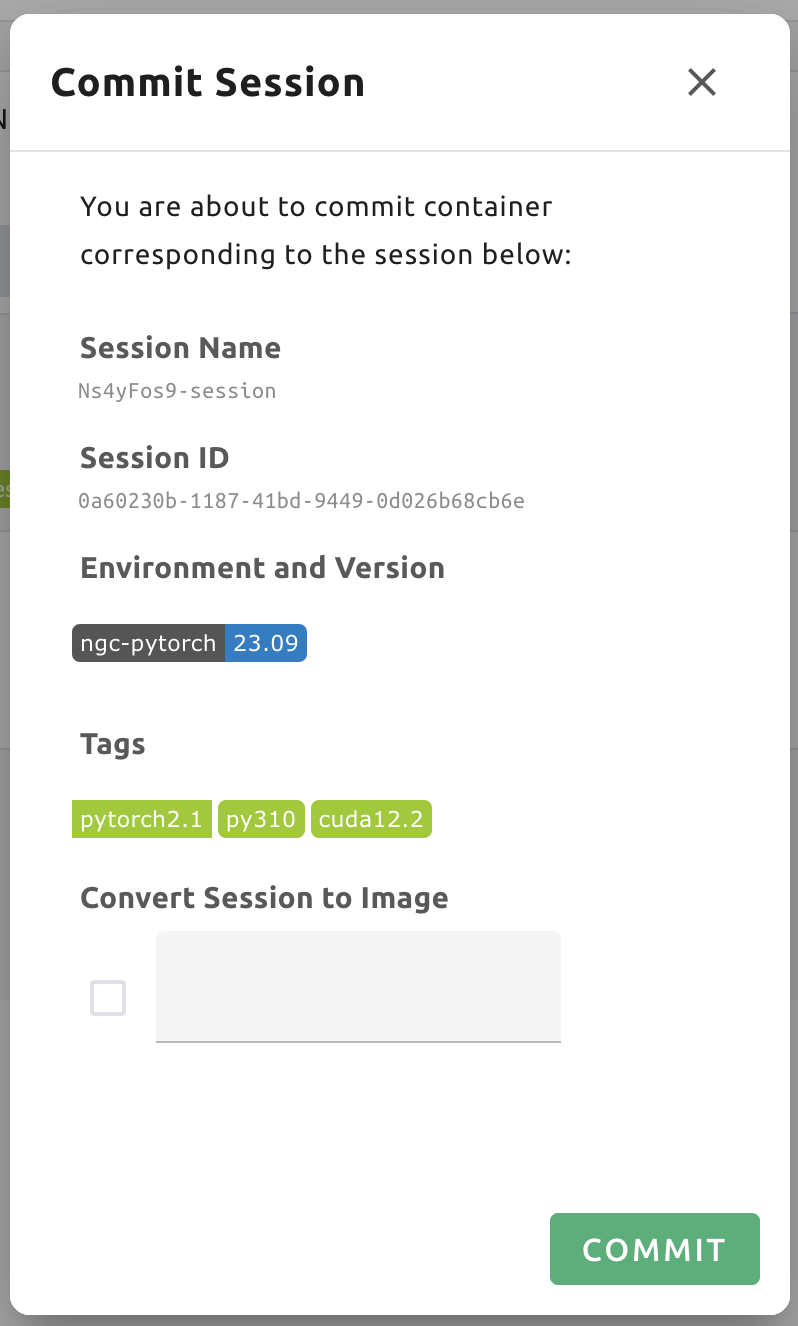 Commit Session
You are about to commit container
corresponding to the session below:
Session Name
Ns4yFos9-session
Session ID
0a60230b-1187-41bd-9449-0d026b68cb6e
Environment and Version
ngc-pytorch 23.09
Tags
pytorch2.1 py310 cuda12.2
Convert Session to Image
COMMIT